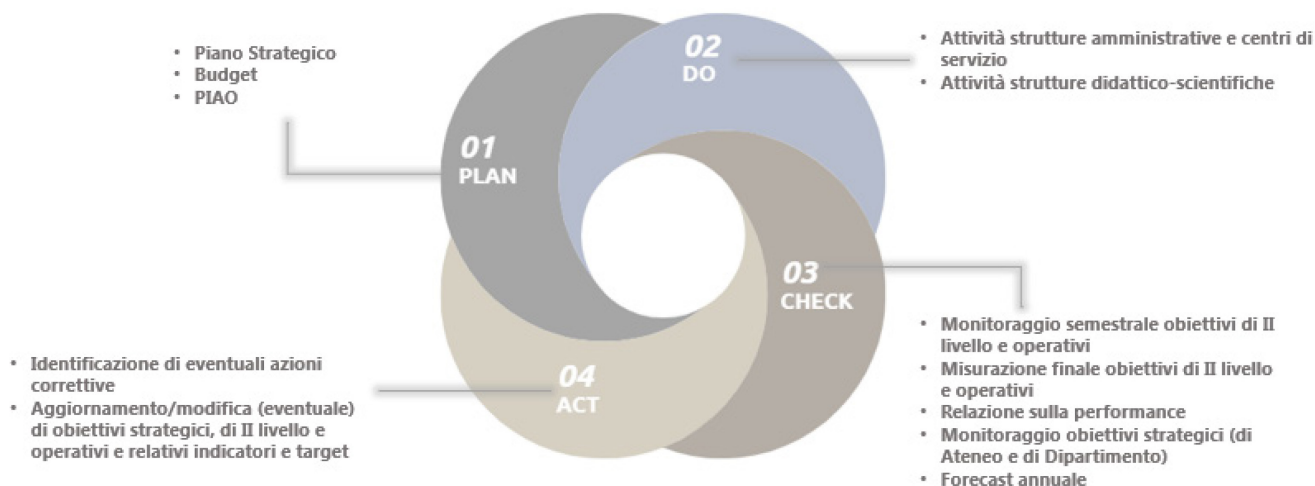 01
PLAN
• Piano Strategico
• Budget
• PIAO
02
DO
• Attività strutture amministrative e centri di
servizio
• Attività strutture didattico-scientifiche
03
CHECK
• Monitoraggio semestrale obiettivi di II
livello e operativi
• Misurazione finale obiettivi di II livello
e operativi
• Relazione sulla performance
• Monitoraggio obiettivi strategici (di
Ateneo e di Dipartimento)
• Forecast annuale
04
ACT
• Identificazione di eventuali azioni
correttive
• Aggiornamento/modifica (eventuale)
di obiettivi strategici, di II livello e
operativi e relativi indicatori e target